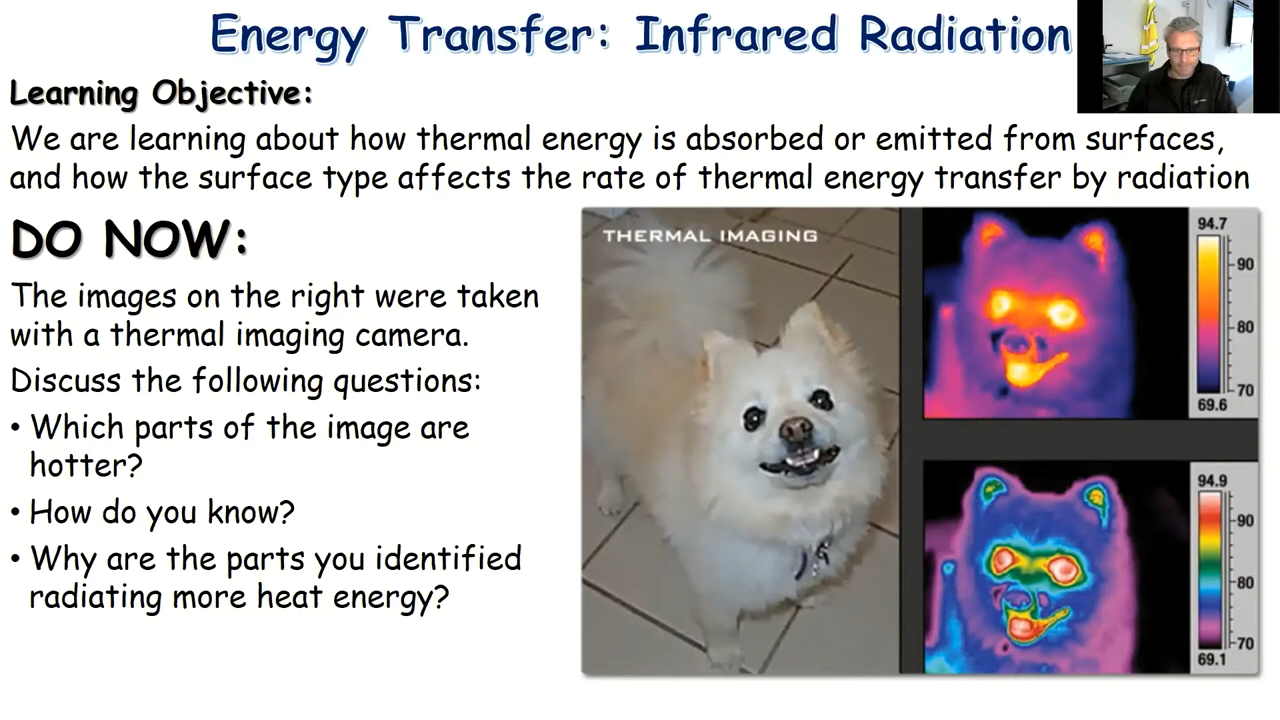 Energy Transfer: Infrared Radiation
Learning Objective:
We are learning about how thermal energy is absorbed or emitted from surfaces,
and how the surface type affects the rate of thermal energy transfer by radiation
DO NOW:
The images on the right were taken
with a thermal imaging camera.
Discuss the following questions:
• Which parts of the image are
hotter?
• How do you know?
• Why are the parts you identified
radiating more heat energy?
THERMAL IMAGING
94.7
90
80
70
69.6
94.9
90
80
70
69.1